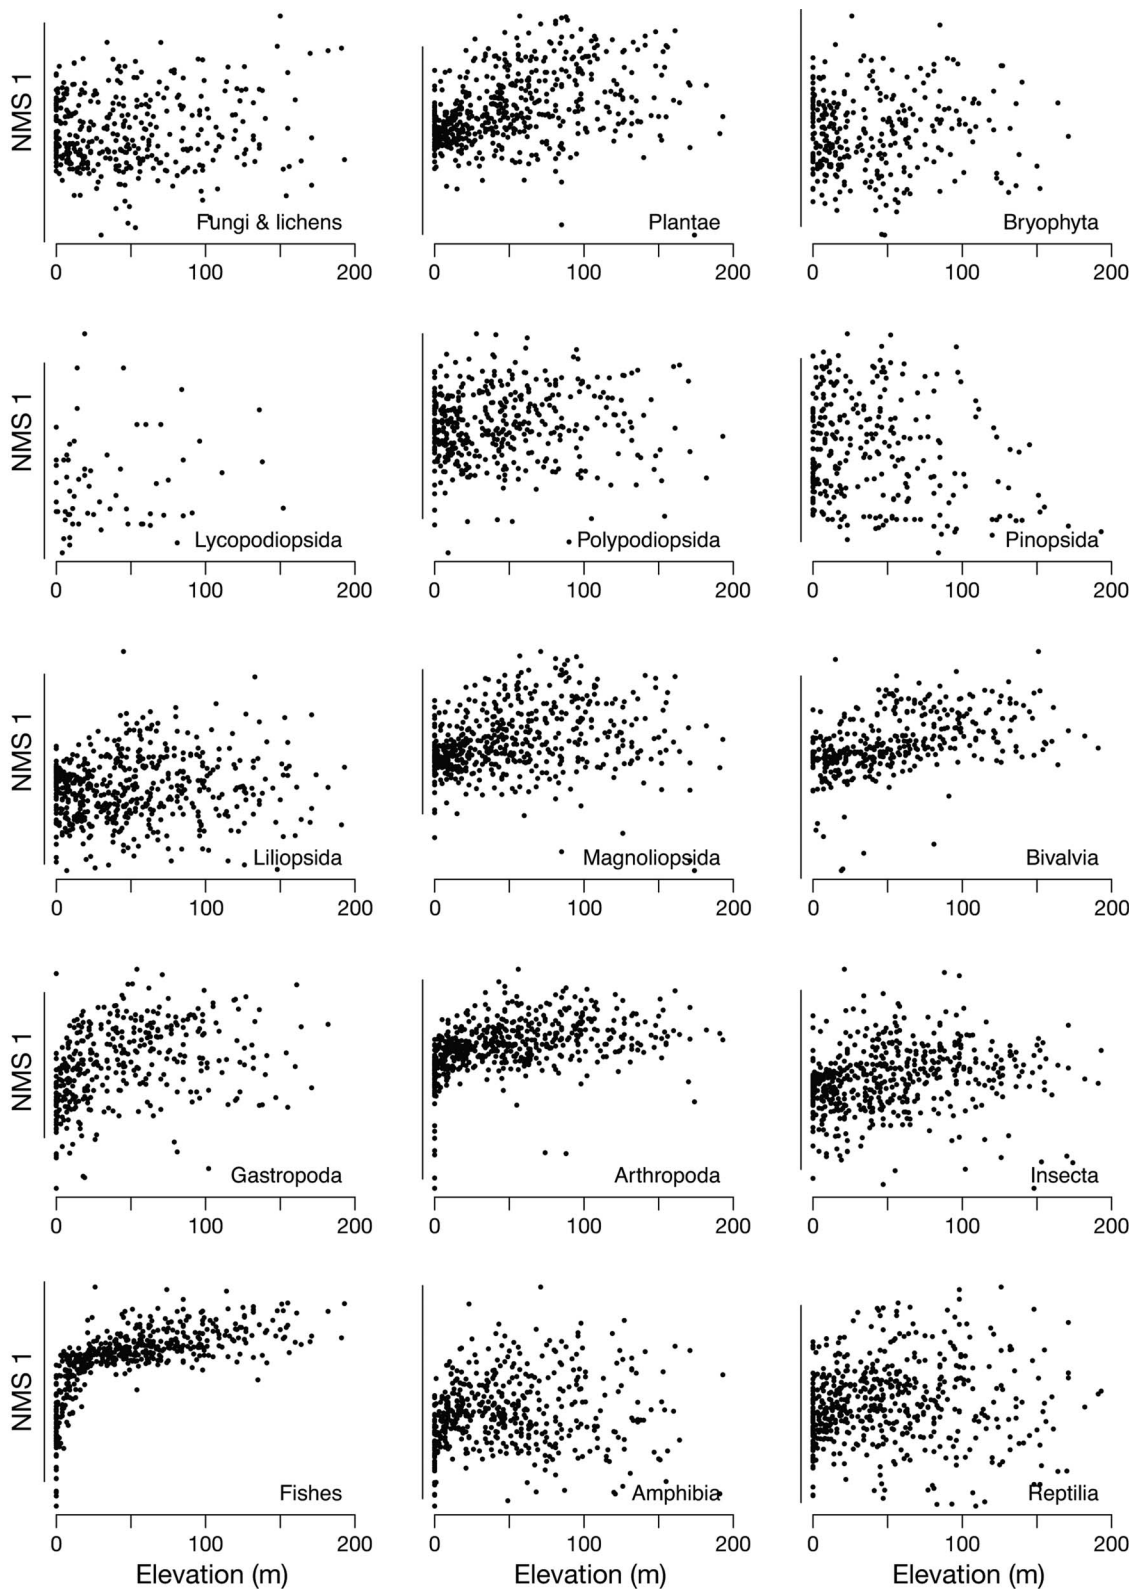 NMS 1
Fungi & lichens
Plantae
Bryophyta
0 100 200 0 100 200 0 100 200
NMS 1
Lycopodiopsida
Polypodiopsida
Pinopsida
0 100 200 0 100 200 0 100 200
NMS 1
Liliopsida
Magnoliopsida
Bivalvia
0 100 200 0 100 200 0 100 200
NMS 1
Gastropoda
Arthropoda
Insecta
0 100 200 0 100 200 0 100 200
NMS 1
Fishes
Amphibia
Reptilia
0 100 200 0 100 200 0 100 200
Elevation (m) Elevation (m) Elevation (m)